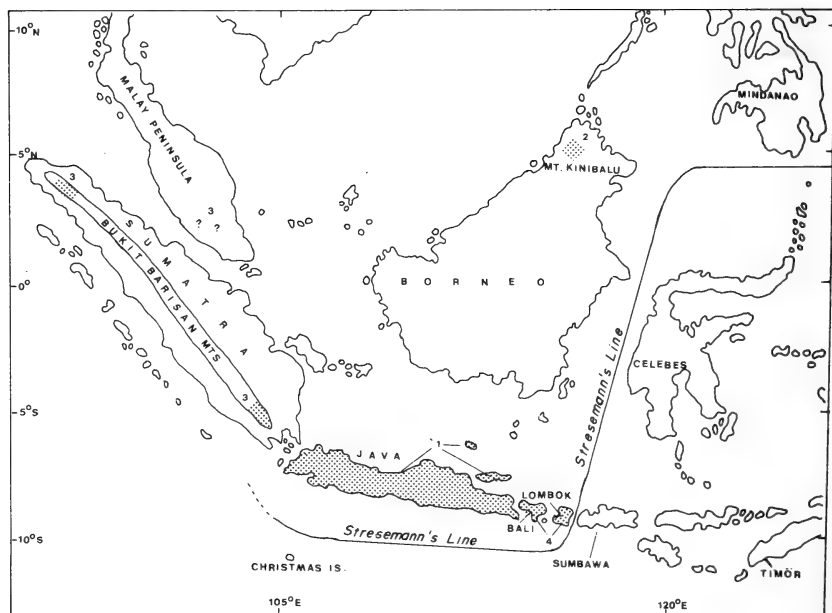 10°N
MINDANAO
MALAY PENINSULA
2
MT. KINIBALU
5°N
3
3
? ?
SUMATRA
BUKIT BARISAN MTS
BORNEO
0°
Stresemann's Line
CELEBES
3
5°S
JAVA
1
LOMBOK
BALI
4
10°S
Stresemann's Line
SUMBAWA
CHRISTMAS IS.
TIMÖR
105°E
120°E